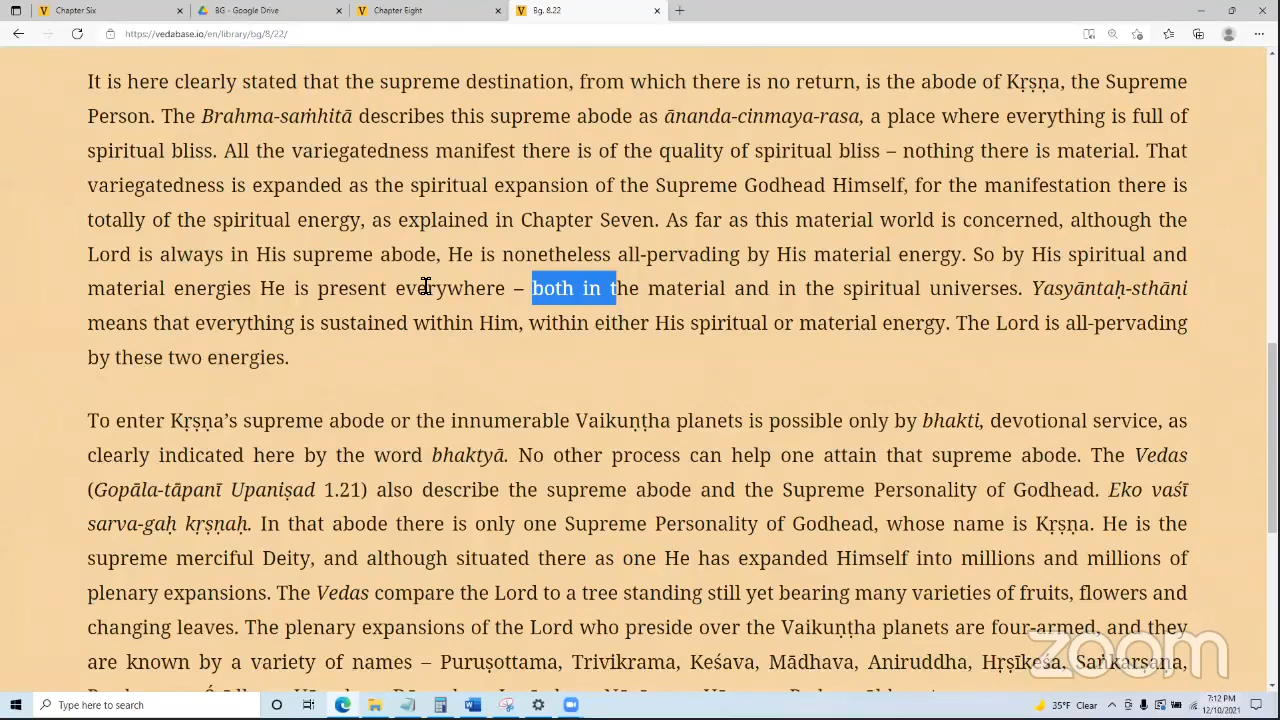 Chapter Six
BG - Google Drive
Chapter Eight
Bg. 8.22
https://vedabase.io/en/library/bg/8/22/
It is here clearly stated that the supreme destination, from which there is no return, is the abode of Kṛṣṇa, the Supreme
Person. The Brahma-saṁhitā describes this supreme abode as ānanda-cinmaya-rasa, a place where everything is full of
spiritual bliss. All the variegatedness manifest there is of the quality of spiritual bliss – nothing there is material. That
variegatedness is expanded as the spiritual expansion of the Supreme Godhead Himself, for the manifestation there is
totally of the spiritual energy, as explained in Chapter Seven. As far as this material world is concerned, although the
Lord is always in His supreme abode, He is nonetheless all-pervading by His material energy. So by His spiritual and
material energies He is present everywhere – both in the material and in the spiritual universes. Yasyāntaḥ-sthāni
means that everything is sustained within Him, within either His spiritual or material energy. The Lord is all-pervading
by these two energies.
To enter Kṛṣṇa’s supreme abode or the innumerable Vaikuṇṭha planets is possible only by bhakti, devotional service, as
clearly indicated here by the word bhaktyā. No other process can help one attain that supreme abode. The Vedas
(Gopāla-tāpanī Upaniṣad 1.21) also describe the supreme abode and the Supreme Personality of Godhead. Eko vaśī
sarva-gaḥ kṛṣṇaḥ. In that abode there is only one Supreme Personality of Godhead, whose name is Kṛṣṇa. He is the
supreme merciful Deity, and although situated there as one He has expanded Himself into millions and millions of
plenary expansions. The Vedas compare the Lord to a tree standing still yet bearing many varieties of fruits, flowers and
changing leaves. The plenary expansions of the Lord who preside over the Vaikuṇṭha planets are four-armed, and they
are known by a variety of names – Puruṣottama, Trivikrama, Keśava, Mādhava, Aniruddha, Hṛṣīkeśa, Saṅkarṣaṇa,
zoom
Type here to search
35°F Clear
7:12 PM
12/10/2021